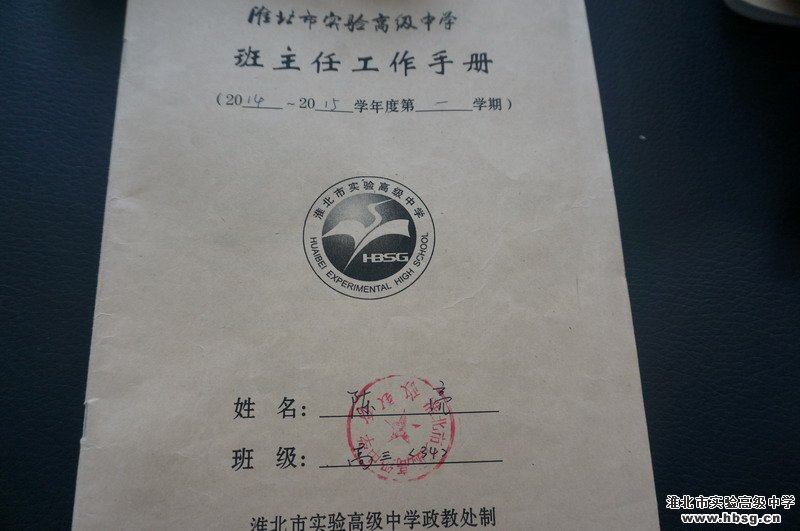 淮北市实验高级中学
班主任工作手册
(2014~2015学年度第一学期)
淮北市实验高级中学
HBSG
HUAIBEI EXPERIMENTAL HIGH SCHOOL
姓名: 陈
班级: 高三〈34〉
淮北市实验高级中学政教处制
淮北市实验高级中学
www.hbsg.cn